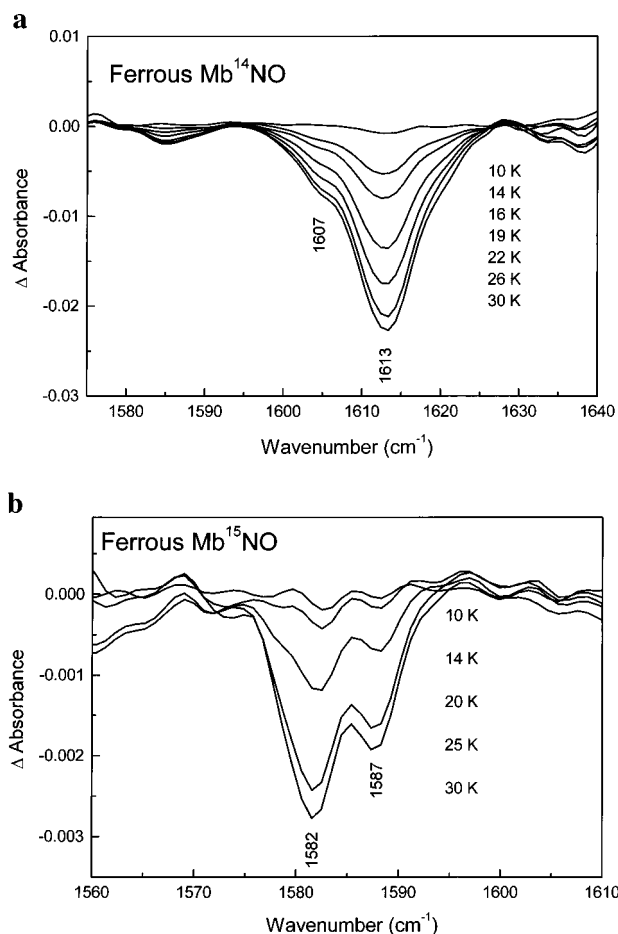 a
Ferrous Mb¹⁴NO
0.01
0.00
-0.01
-0.02
-0.03
Δ Absorbance
10 K
14 K
16 K
19 K
22 K
26 K
30 K
1607
1613
1580 1590 1600 1610 1620 1630 1640
Wavenumber (cm⁻¹)
b
Ferrous Mb¹⁵NO
0.000
-0.001
-0.002
-0.003
Δ Absorbance
10 K
14 K
20 K
25 K
30 K
1582
1587
1560 1570 1580 1590 1600 1610
Wavenumber (cm⁻¹)